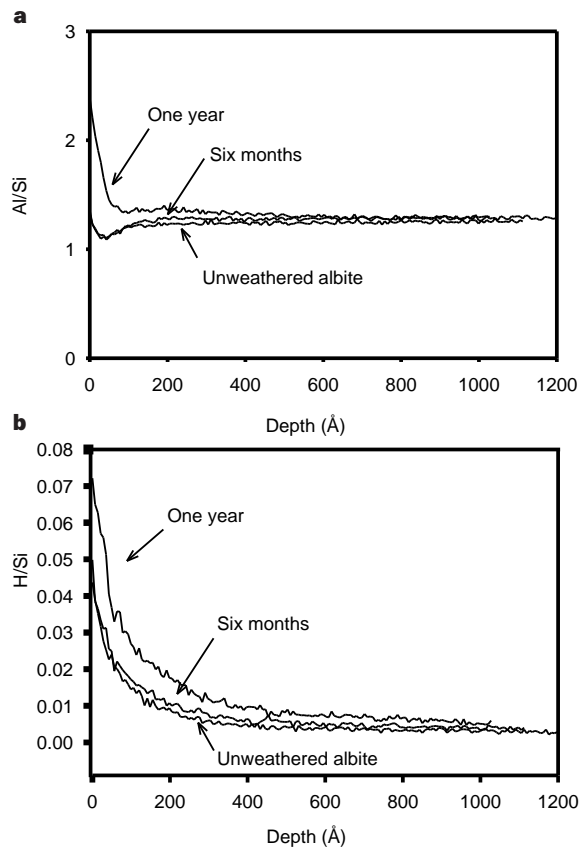 a
3
One year
2
Six months
Al/Si
1
Unweathered albite
0
0 200 400 600 800 1000 1200
Depth (Å)
b
0.08
0.07
One year
0.06
0.05
H/Si
0.04
Six months
0.03
0.02
0.01
0.00
Unweathered albite
0 200 400 600 800 1000 1200
Depth (Å)